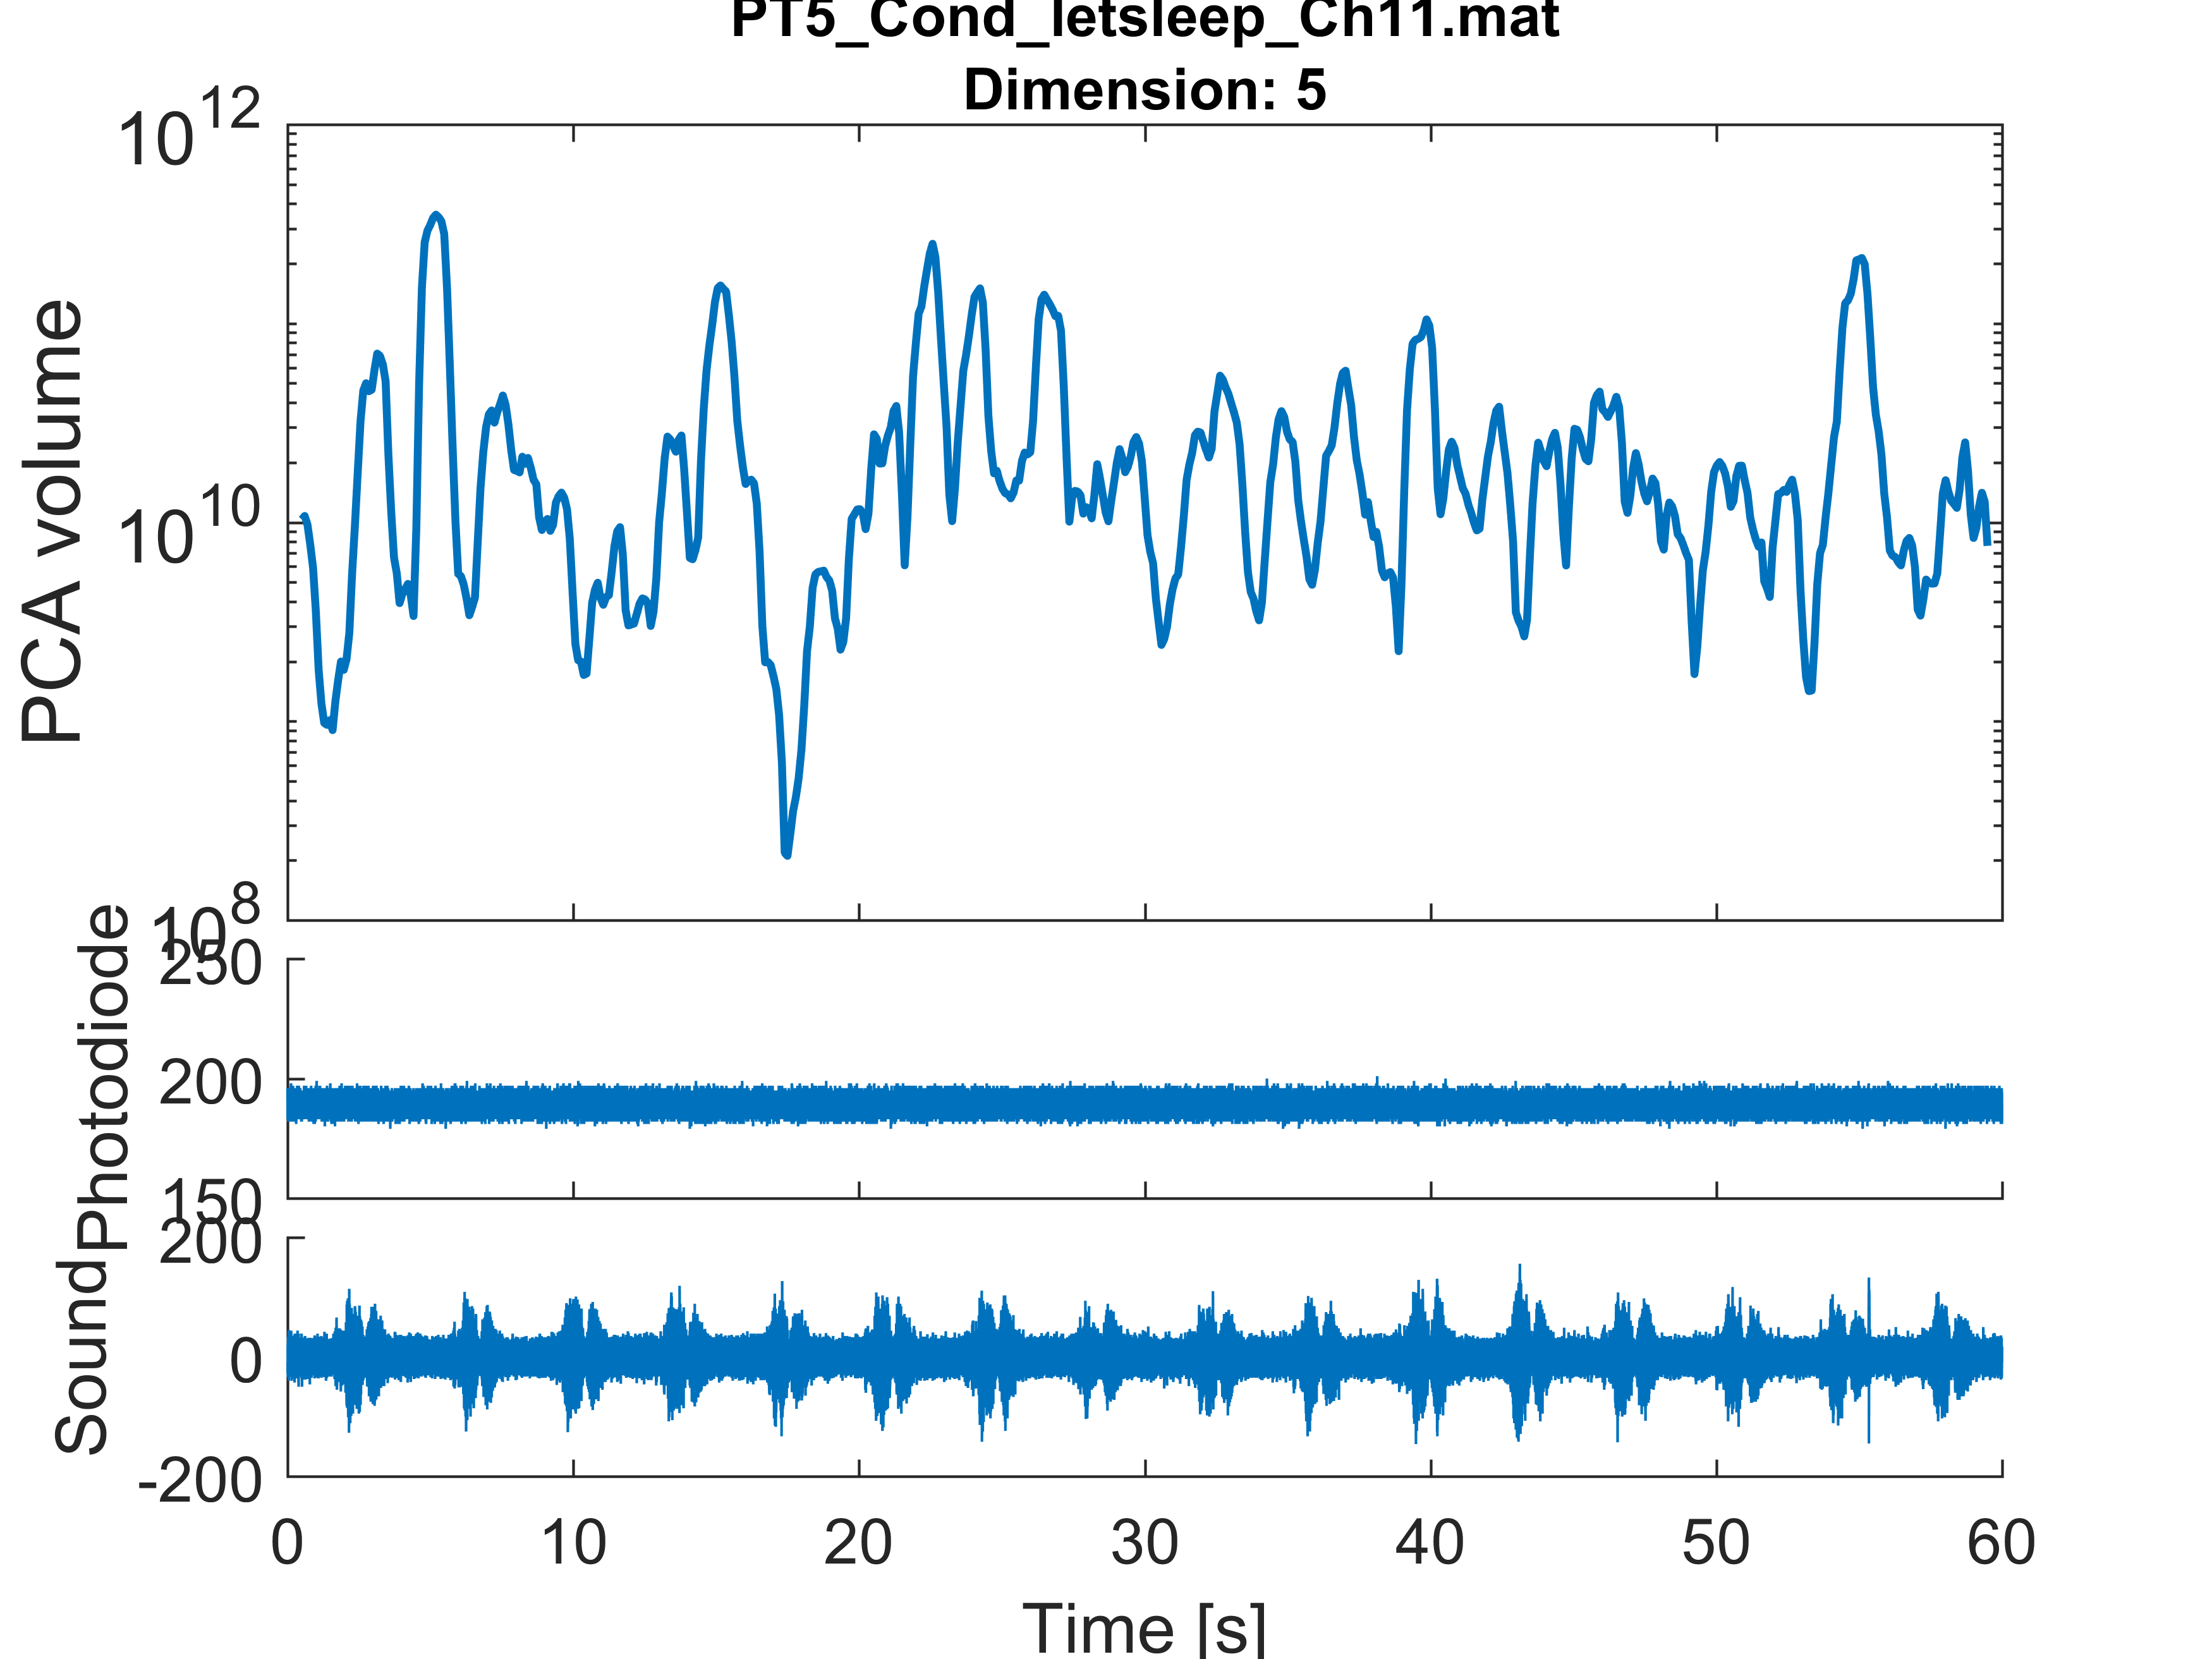 PT5_Cond_letsleep_Ch11.mat
Dimension: 5
10^12
10^10
10^8
PCA volume
250
200
150
Photodiode
200
0
-200
Sound
0 10 20 30 40 50 60
Time [s]